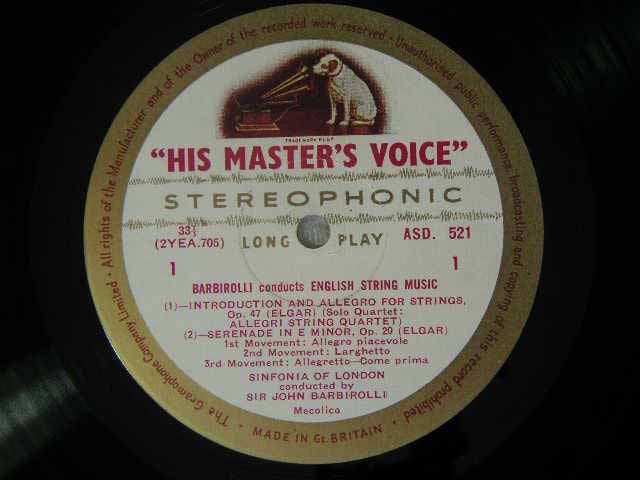 The Gramophone Company Limited · All rights of the Manufacturer and of the Owner of the recorded work reserved · Unauthorised public performance broadcasting and copying of this record prohibited
"HIS MASTER'S VOICE"
STEREOPHONIC
33⅓
(2YEA.705)
LONG PLAY
ASD. 521
1
1
BARBIROLLI conducts ENGLISH STRING MUSIC
(1)—INTRODUCTION AND ALLEGRO FOR STRINGS,
Op. 47 (ELGAR) (Solo Quartet:
ALLEGRI STRING QUARTET)
(2)—SERENADE IN E MINOR, Op. 20 (ELGAR)
1st Movement: Allegro piacevole
2nd Movement: Larghetto
3rd Movement: Allegretto—Come prima
SINFONIA OF LONDON
conducted by
SIR JOHN BARBIROLLI
Mecolico
MADE IN Gt. BRITAIN